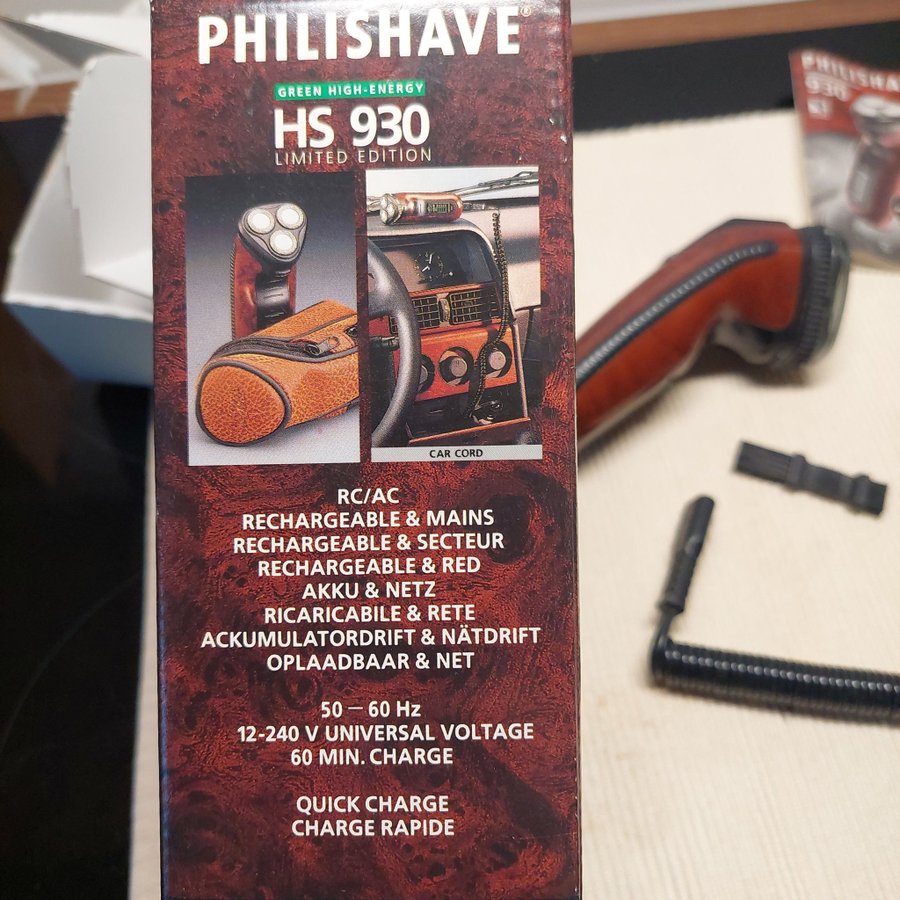 PHILISHAVE®
GREEN HIGH-ENERGY
HS 930
LIMITED EDITION
CAR CORD
RC/AC
RECHARGEABLE & MAINS
RECHARGEABLE & SECTEUR
RECHARGEABLE & RED
AKKU & NETZ
RICARICABILE & RETE
ACKUMULATORDRIFT & NÄTDRIFT
OPLAADBAAR & NET
50 — 60 Hz
12-240 V UNIVERSAL VOLTAGE
60 MIN. CHARGE
QUICK CHARGE
CHARGE RAPIDE
PHILISHAVE
930